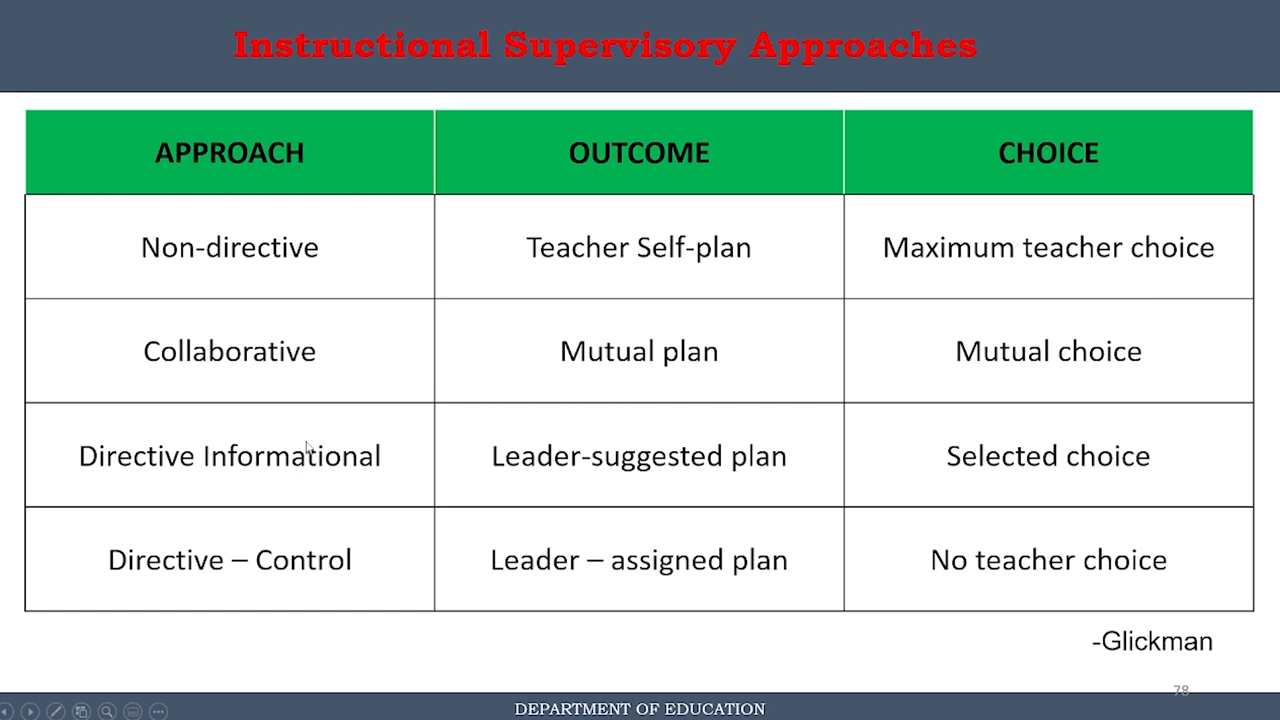 Instructional Supervisory Approaches
APPROACH OUTCOME CHOICE
Non-directive Teacher Self-plan Maximum teacher choice
Collaborative Mutual plan Mutual choice
Directive Informational Leader-suggested plan Selected choice
Directive – Control Leader – assigned plan No teacher choice
-Glickman
78
DEPARTMENT OF EDUCATION